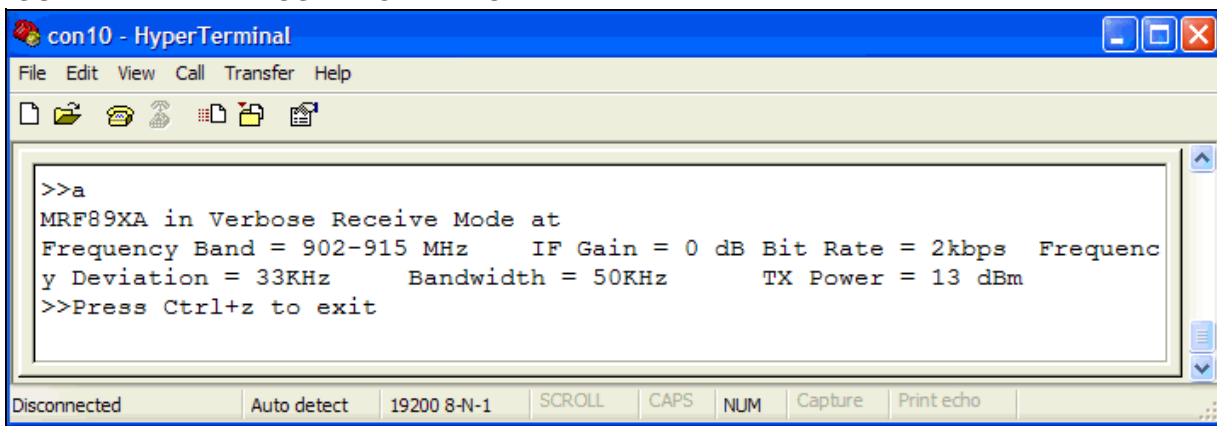 con10 - HyperTerminal
File Edit View Call Transfer Help
>>a
MRF89XA in Verbose Receive Mode at
Frequency Band = 902-915 MHz IF Gain = 0 dB Bit Rate = 2kbps Frequenc
y Deviation = 33KHz Bandwidth = 50KHz TX Power = 13 dBm
>>Press Ctrl+z to exit
Disconnected Auto detect 19200 8-N-1 SCROLL CAPS NUM Capture Print echo